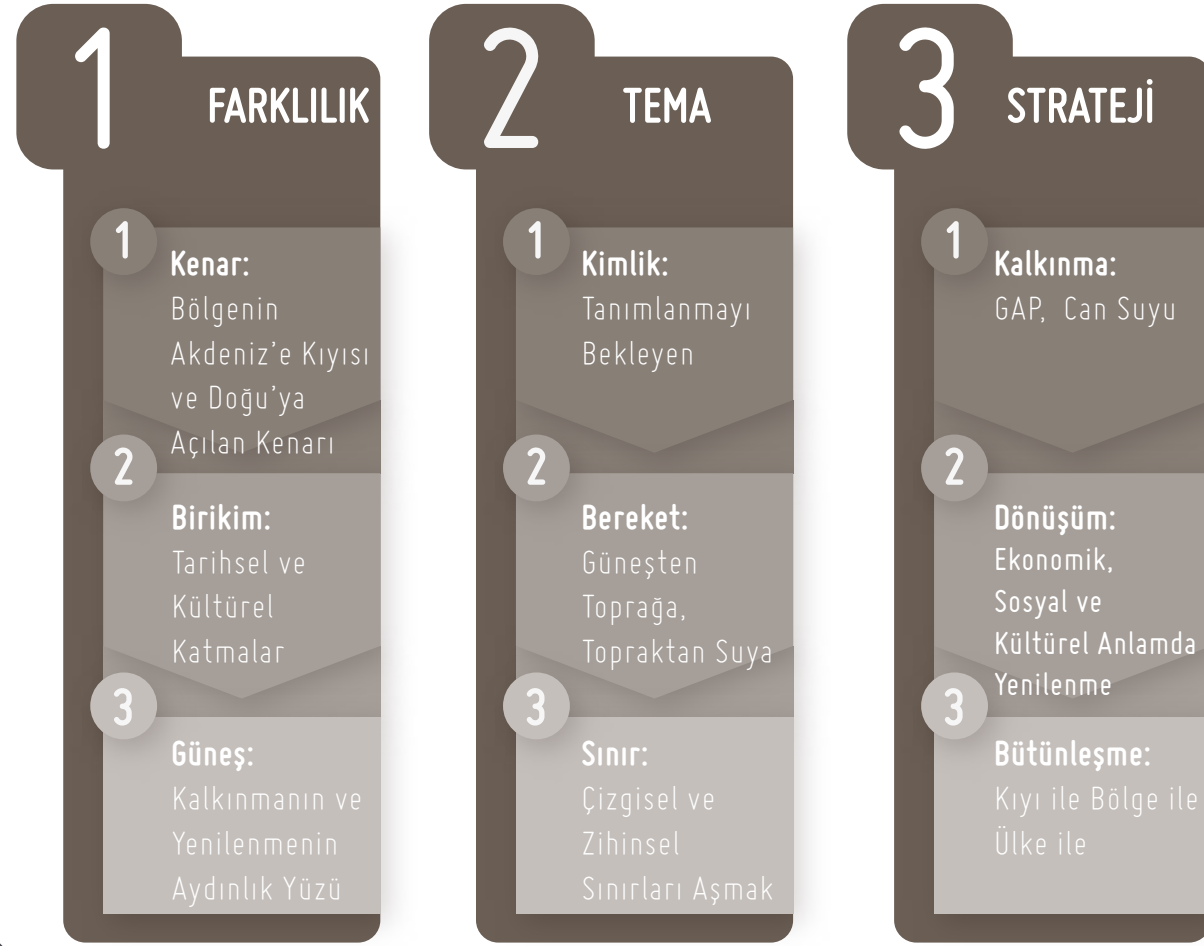 1
FARKLILIK
1
Kenar:
Bölgenin
Akdeniz’e Kıyısı
ve Doğu’ya
Açılan Kenarı
2
Birikim:
Tarihsel ve
Kültürel
Katmalar
3
Güneş:
Kalkınmanın ve
Yenilenmenin
Aydınlık Yüzü
2
TEMA
1
Kimlik:
Tanımlanmayı
Bekleyen
2
Bereket:
Güneşten
Toprağa,
Topraktan Suya
3
Sınır:
Çizgisel ve
Zihinsel
Sınırları Aşmak
3
STRATEJİ
1
Kalkınma:
GAP, Can Suyu
2
Dönüşüm:
Ekonomik,
Sosyal ve
Kültürel Anlamda
Yenilenme
3
Bütünleşme:
Kıyı ile Bölge ile
Ülke ile